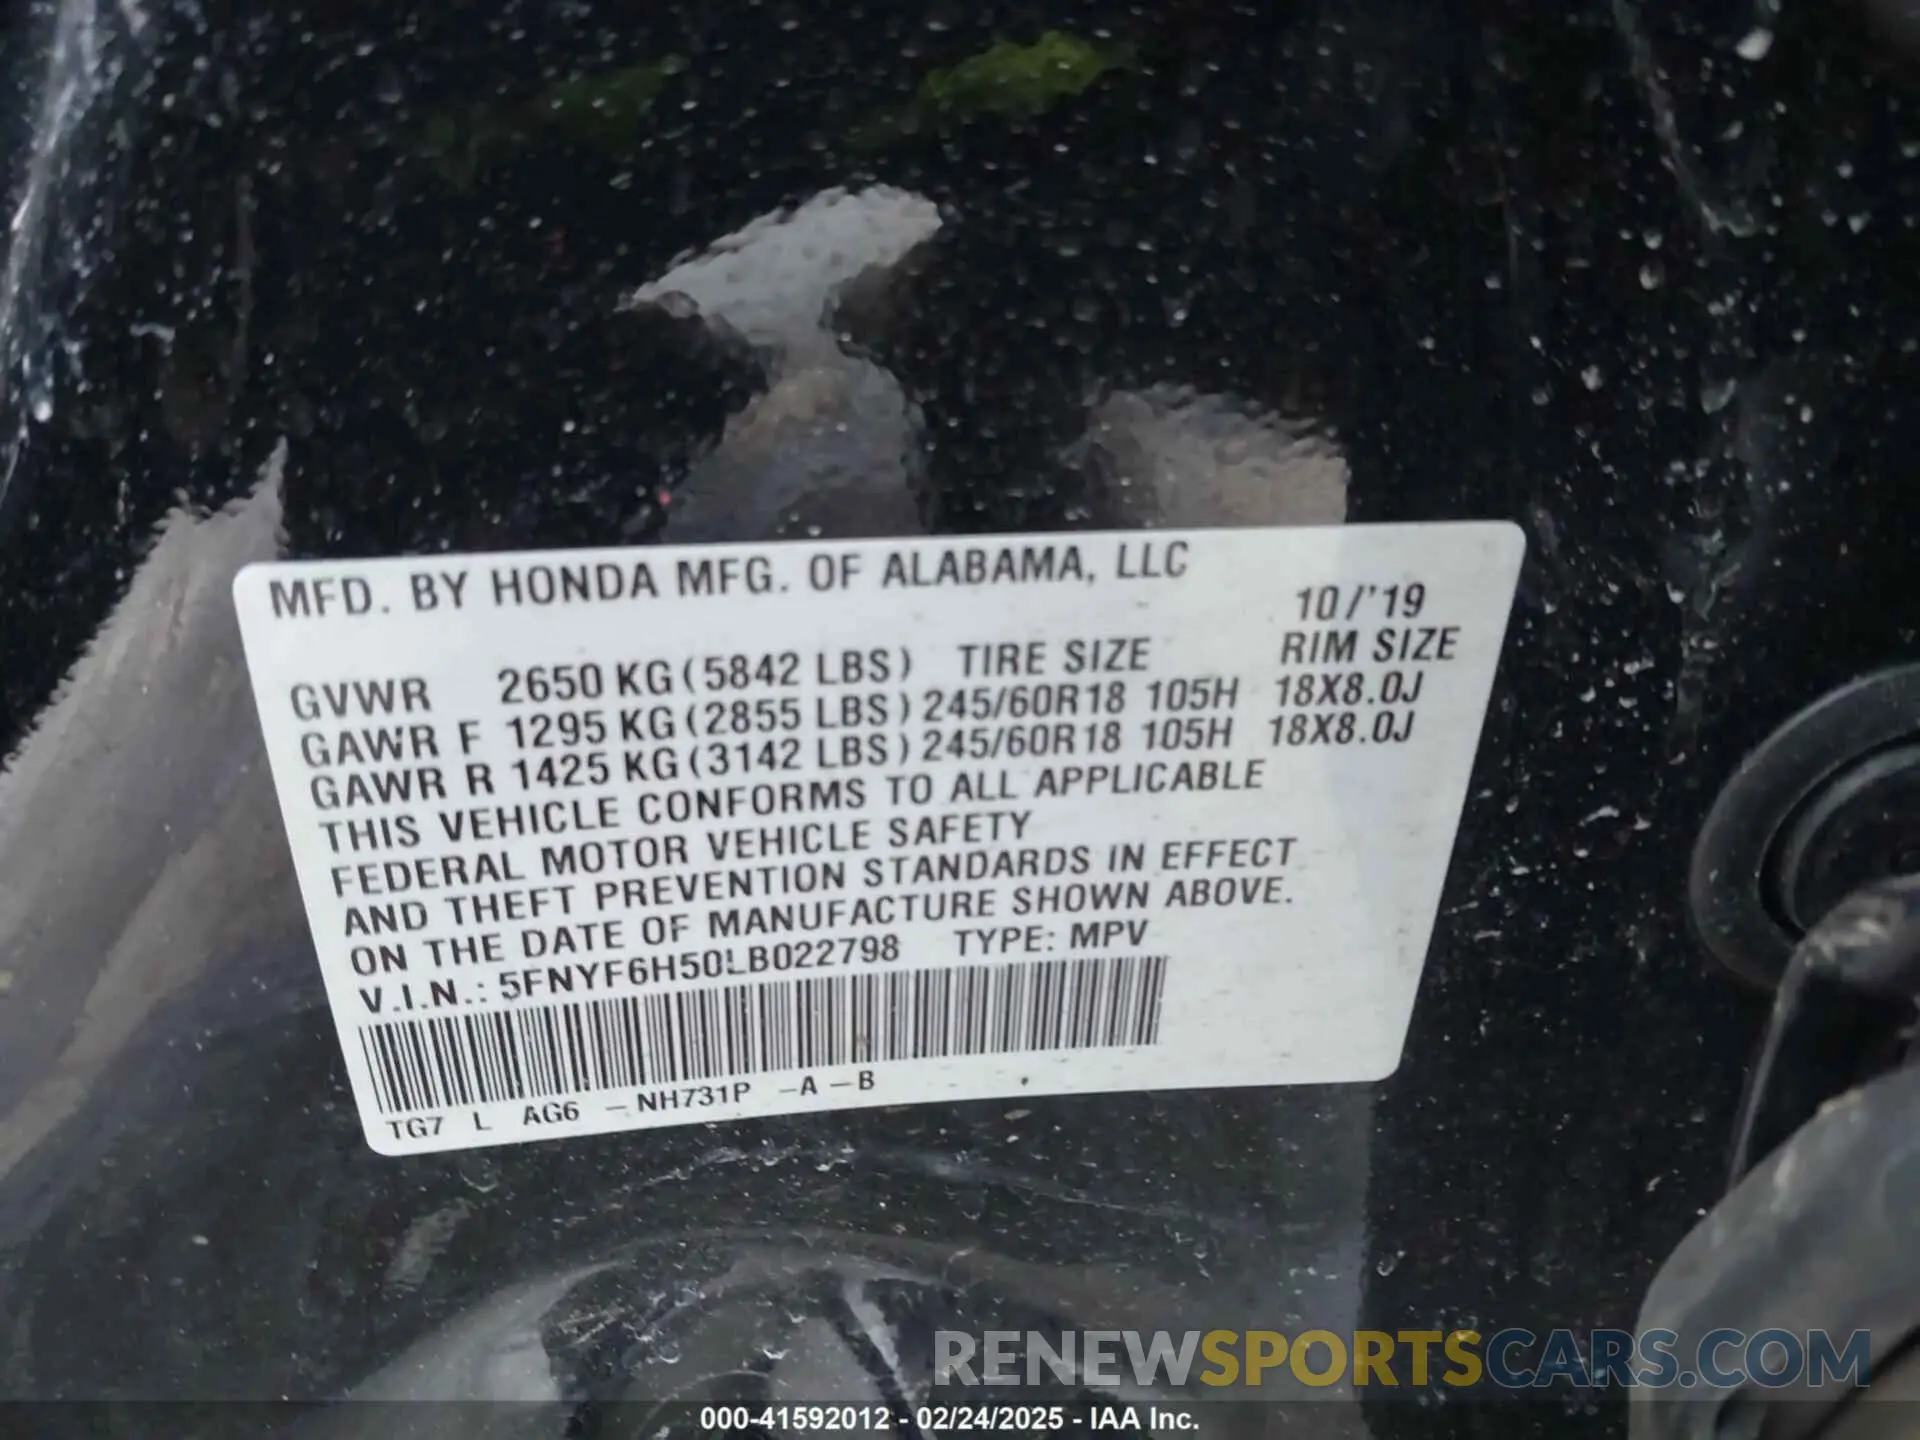 MFD. BY HONDA MFG. OF ALABAMA, LLC
10/'19
GVWR 2650 KG (5842 LBS) TIRE SIZE RIM SIZE
GAWR F 1295 KG (2855 LBS) 245/60R18 105H 18X8.0J
GAWR R 1425 KG (3142 LBS) 245/60R18 105H 18X8.0J
THIS VEHICLE CONFORMS TO ALL APPLICABLE
FEDERAL MOTOR VEHICLE SAFETY
AND THEFT PREVENTION STANDARDS IN EFFECT
ON THE DATE OF MANUFACTURE SHOWN ABOVE.
V.I.N.: 5FNYF6H50LB022798 TYPE: MPV
TG7 L AG6 -NH731P -A -B
RENEWSPORTSCARS.COM
000-41592012 - 02/24/2025 - IAA Inc.